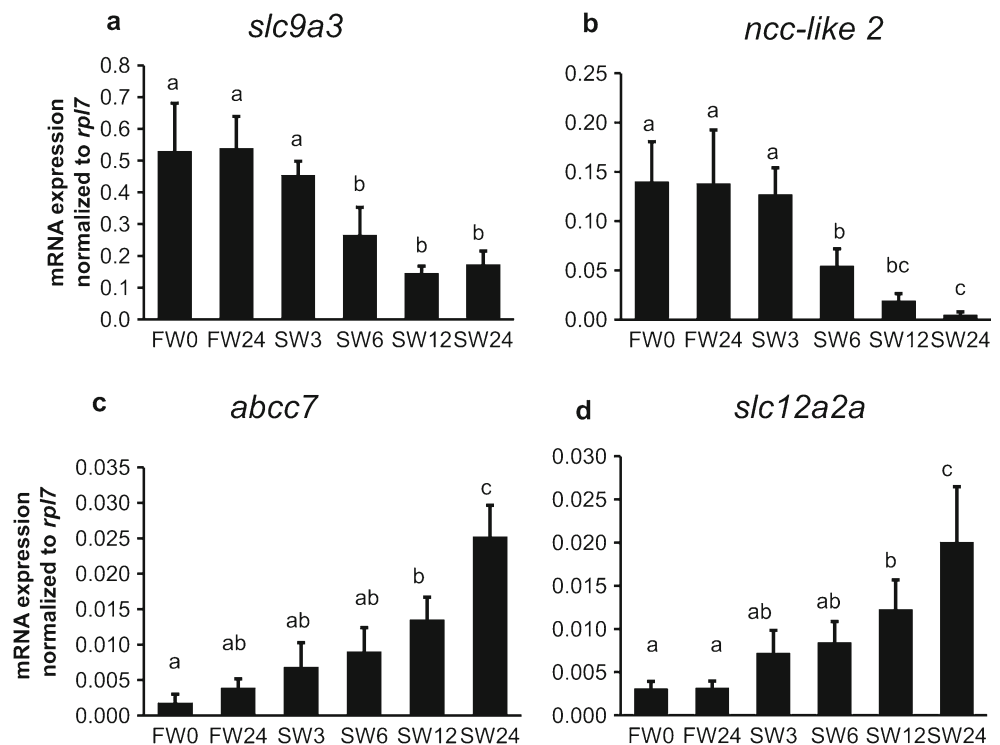 a
slc9a3
mRNA expression
normalized to rpl7
0.8
0.7
0.6
0.5
0.4
0.3
0.2
0.1
0.0
a
a
a
b
b
b
FW0 FW24 SW3 SW6 SW12 SW24
b
ncc-like 2
0.25
0.20
0.15
0.10
0.05
0.00
a
a
a
b
bc
c
FW0 FW24 SW3 SW6 SW12 SW24
c
abcc7
mRNA expression
normalized to rpl7
0.035
0.030
0.025
0.020
0.015
0.010
0.005
0.000
a
ab
ab
ab
b
c
FW0 FW24 SW3 SW6 SW12 SW24
d
slc12a2a
0.030
0.025
0.020
0.015
0.010
0.005
0.000
a
a
ab
ab
b
c
FW0 FW24 SW3 SW6 SW12 SW24